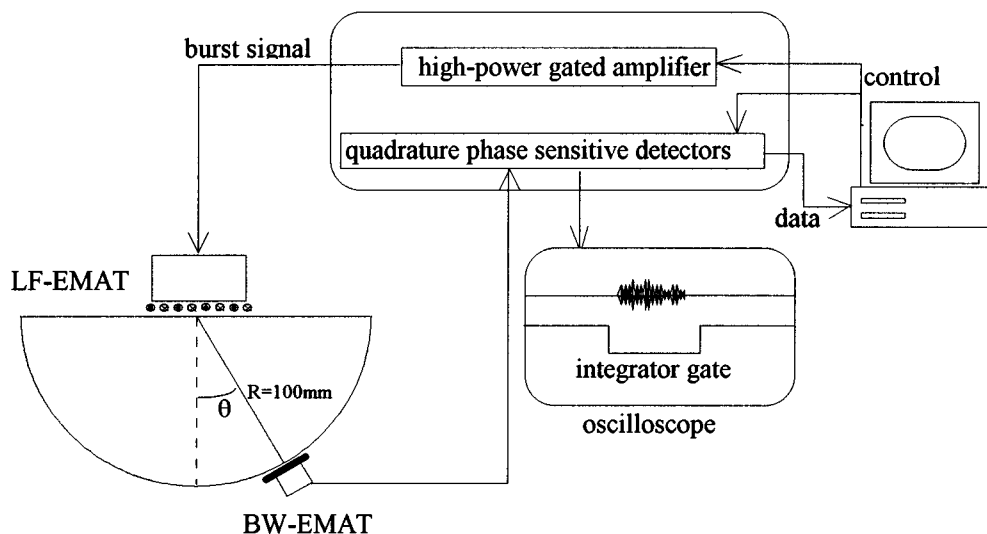 burst signal
high-power gated amplifier
control
quadrature phase sensitive detectors
data
LF-EMAT
R=100mm
θ
integrator gate
oscilloscope
BW-EMAT